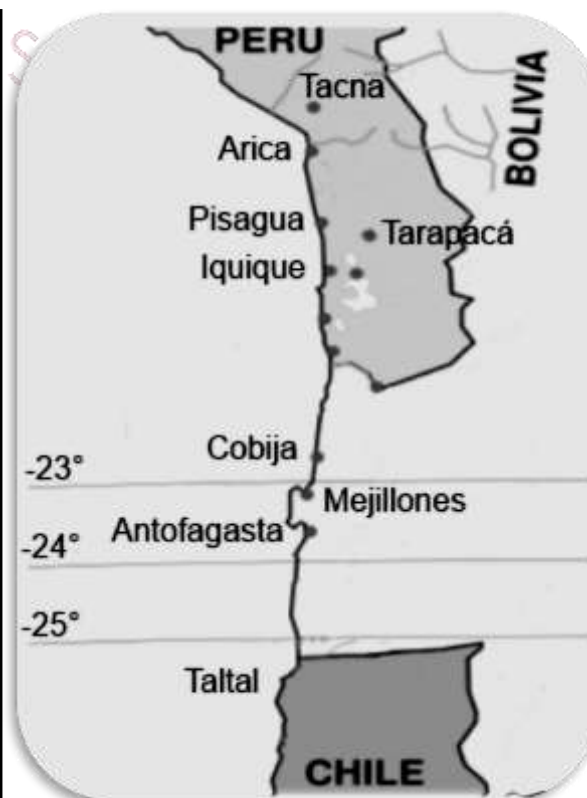 PERU
Tacna
BOLIVIA
Arica
Pisagua
Tarapacá
Iquique
Cobija
-23°
Mejillones
Antofagasta
-24°
-25°
Taltal
CHILE